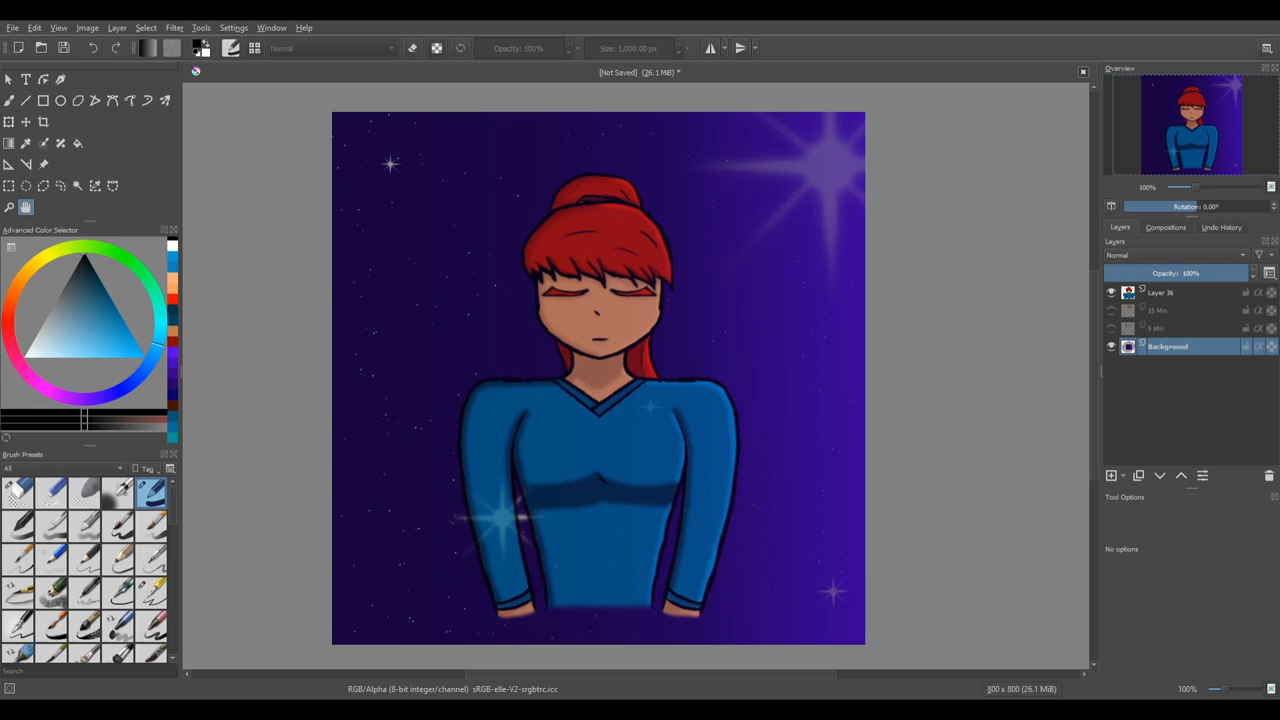 File Edit View Image Layer Select Filter Tools Settings Window Help
Normal Opacity: 100% Size: 1,000.00 px
[Not Saved] (26.1 MiB) *
Overview
100%
Rotation: 0.00°
Layers Compositions Undo History
Layers
Normal
Opacity: 100%
Layer 36
15 Min
5 Min
Background
Tool Options
No options
Advanced Color Selector
Brush Presets
All Tag
Search
RGB/Alpha (8-bit integer/channel) sRGB-elle-V2-srgbtrc.icc
800 x 800 (26.1 MiB)
100%